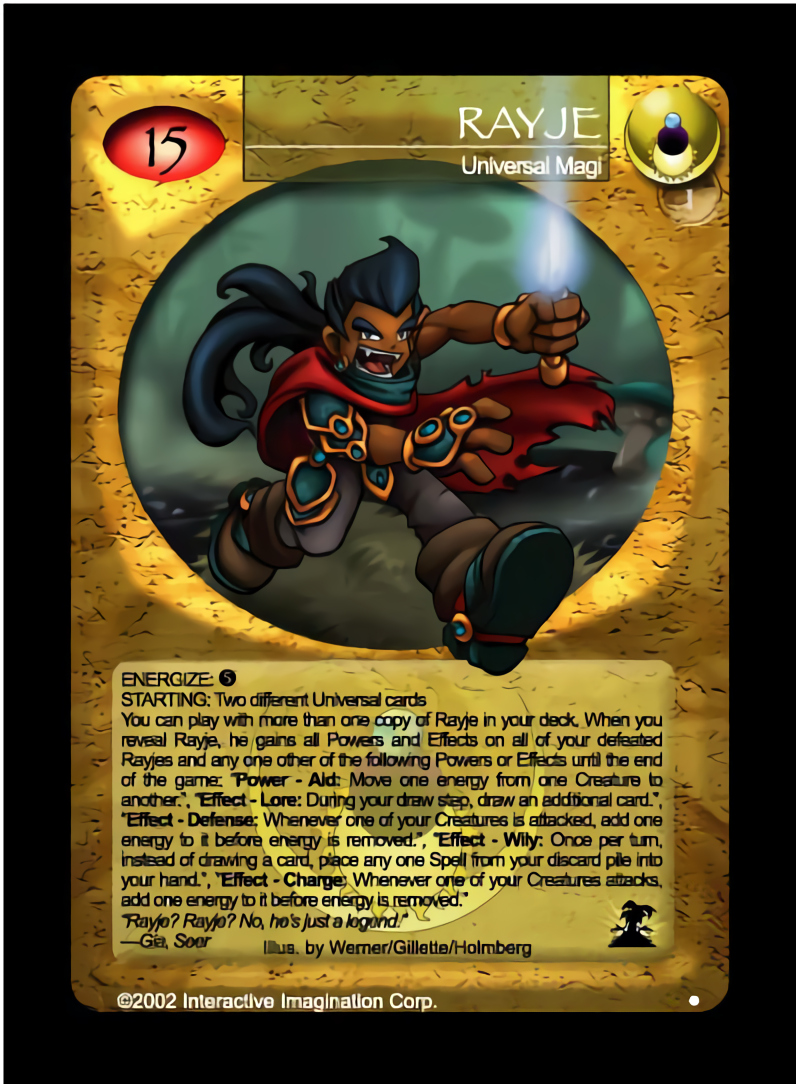 15
RAYJE
Universal Magi
ENERGIZE: 5
STARTING: Two different Universal cards
You can play with more than one copy of Rayje in your deck. When you
reveal Rayje, he gains all Powers and Effects on all of your defeated
Rayjes and any one other of the following Powers or Effects until the end
of the game: "Power - Aid: Move one energy from one Creature to
another.", "Effect - Lore: During your draw step, draw an additional card.",
"Effect - Defense: Whenever one of your Creatures is attacked, add one
energy to it before energy is removed.", "Effect - Wily: Once per turn,
instead of drawing a card, place any one Spell from your discard pile into
your hand.", "Effect - Charge: Whenever one of your Creatures attacks,
add one energy to it before energy is removed."
"Rayje? Rayje? No, he's just a legend."
—Gia, Seer
Illus. by Werner/Gillette/Holmberg
©2002 Interactive Imagination Corp.